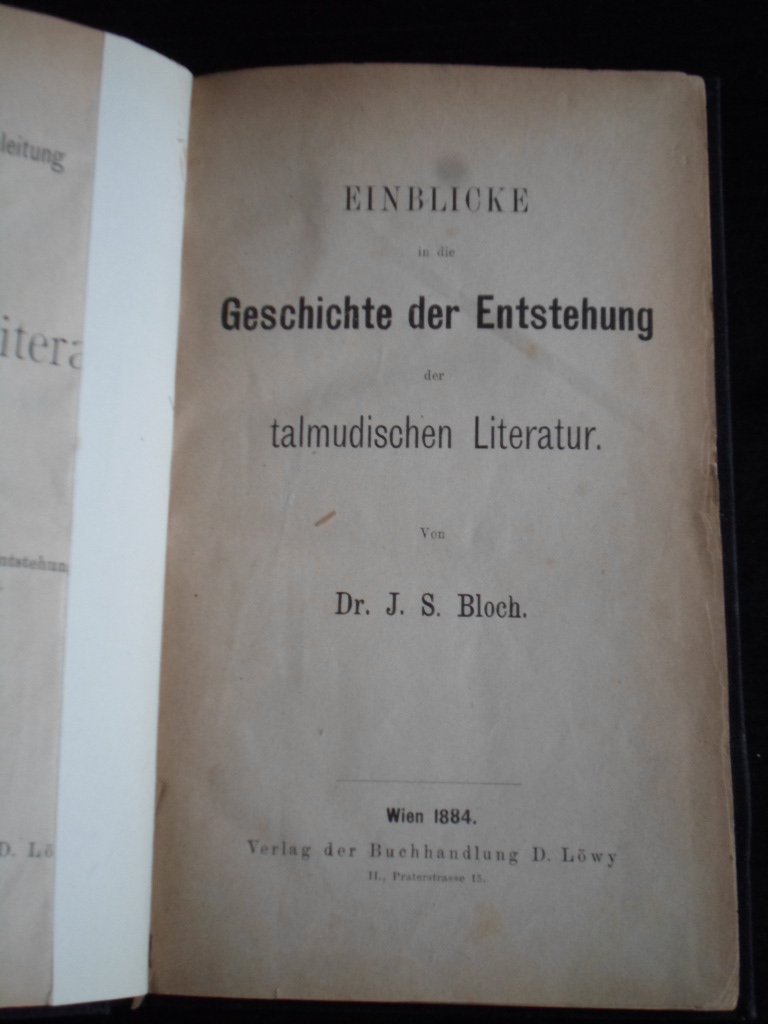 leitung
itera
ntstehun
D. Lö
EINBLICKE
in die
Geschichte der Entstehung
der
talmudischen Literatur.
Von
Dr. J. S. Bloch.
Wien 1884.
Verlag der Buchhandlung D. Löwy
II., Praterstrasse 15.